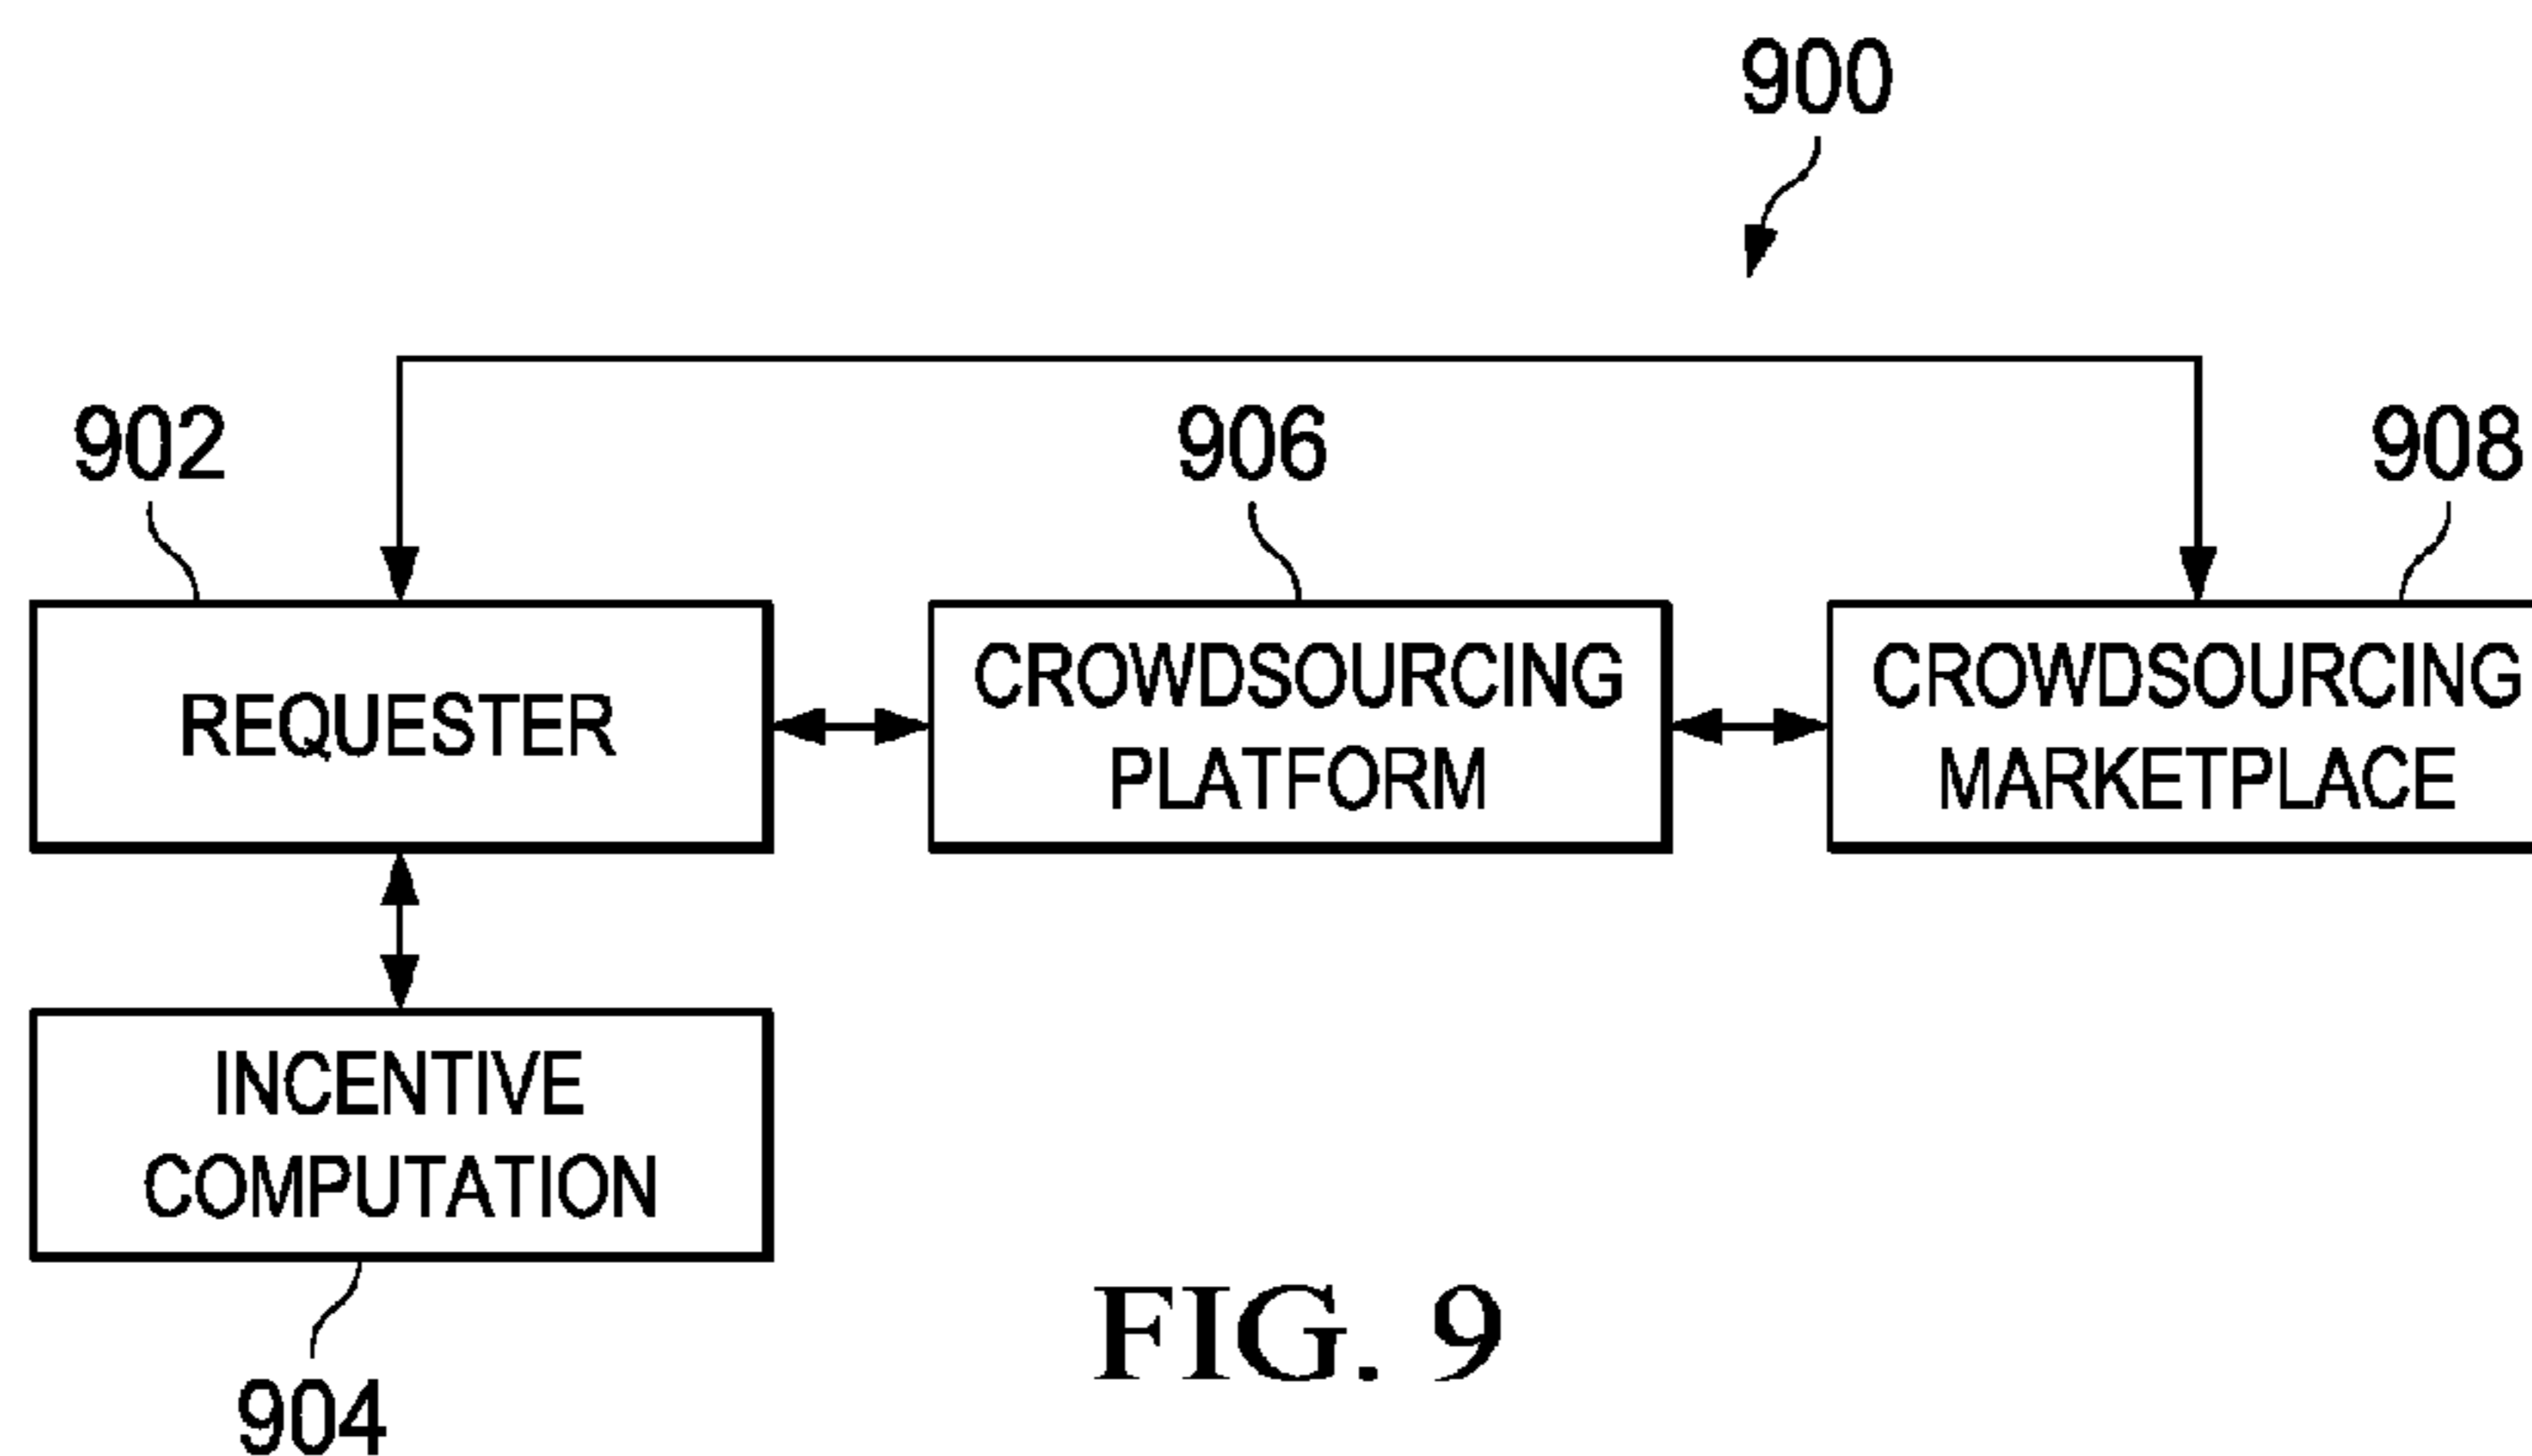 900
902
906
908
REQUESTER
CROWDSOURCING
PLATFORM
CROWDSOURCING
MARKETPLACE
INCENTIVE
COMPUTATION
904
FIG. 9